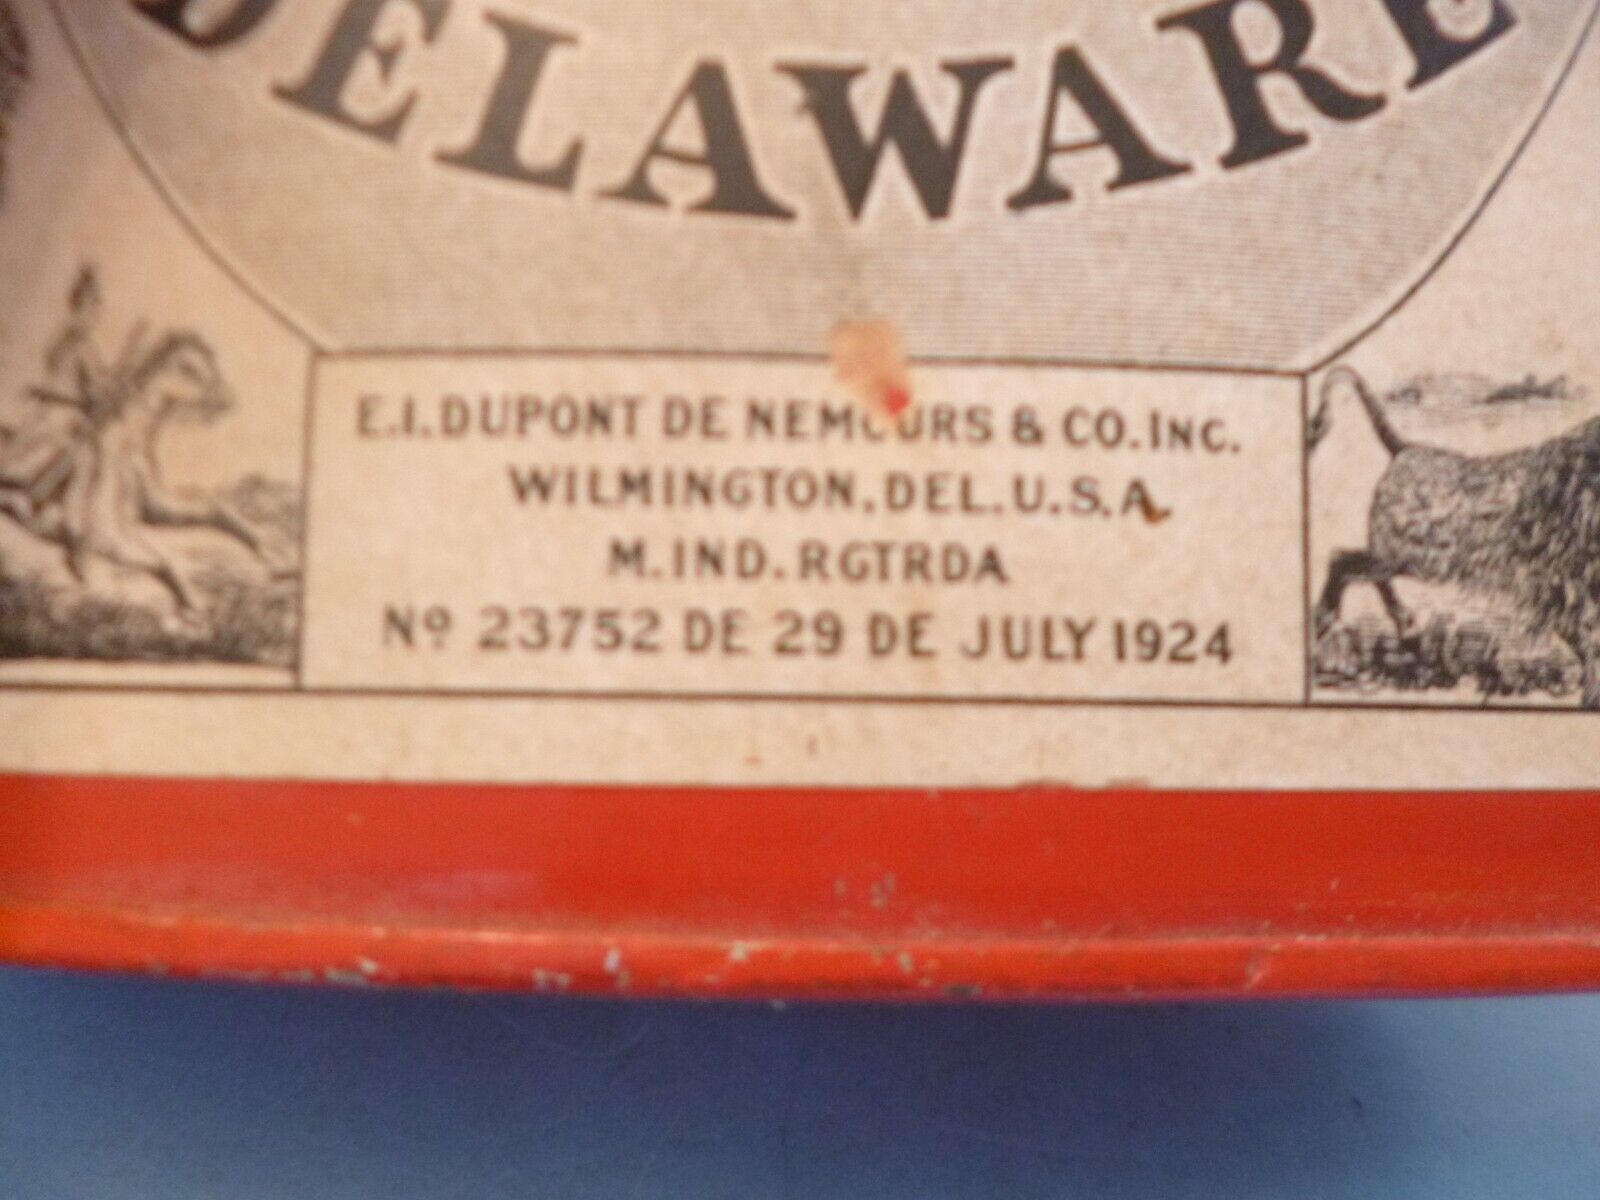 DELAWARE
E.I. DUPONT DE NEMOURS & CO. INC.
WILMINGTON, DEL. U.S.A.
M. IND. RGTRDA
Nº 23752 DE 29 DE JULY 1924